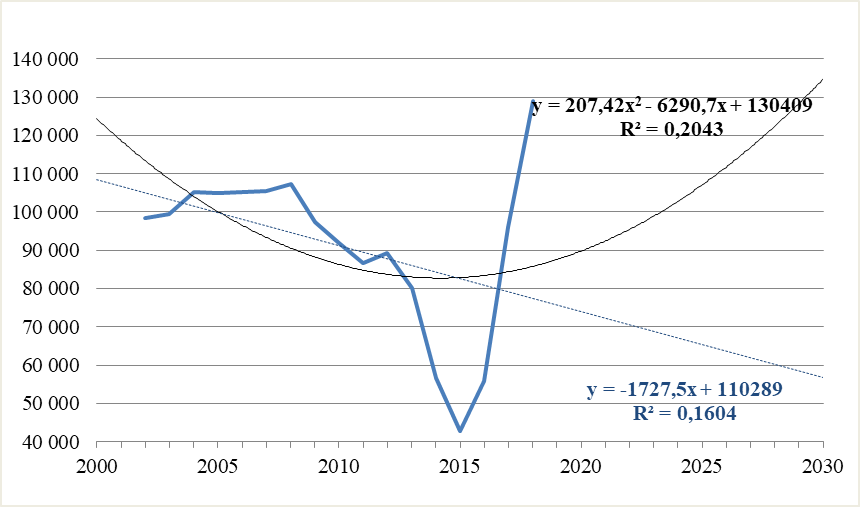 140 000
130 000
120 000
110 000
100 000
90 000
80 000
70 000
60 000
50 000
40 000
y = 207,42x² - 6290,7x + 130409
R² = 0,2043
y = -1727,5x + 110289
R² = 0,1604
2000 2005 2010 2015 2020 2025 2030